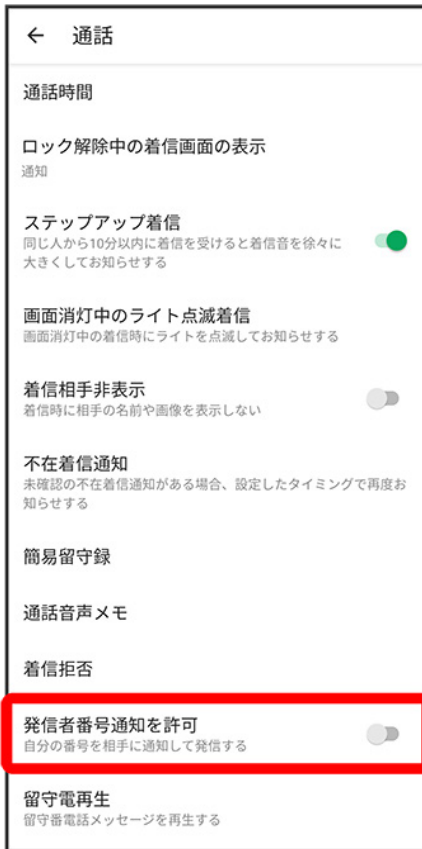 ← 通話
通話時間
ロック解除中の着信画面の表示
通知
ステップアップ着信
同じ人から10分以内に着信を受けると着信音を徐々に
大きくしてお知らせする
画面消灯中のライト点滅着信
画面消灯中の着信時にライトを点滅してお知らせする
着信相手非表示
着信時に相手の名前や画像を表示しない
不在着信通知
未確認の不在着信通知がある場合、設定したタイミングで再度お
知らせする
簡易留守録
通話音声メモ
着信拒否
発信者番号通知を許可
自分の番号を相手に通知して発信する
留守電再生
留守番電話メッセージを再生する